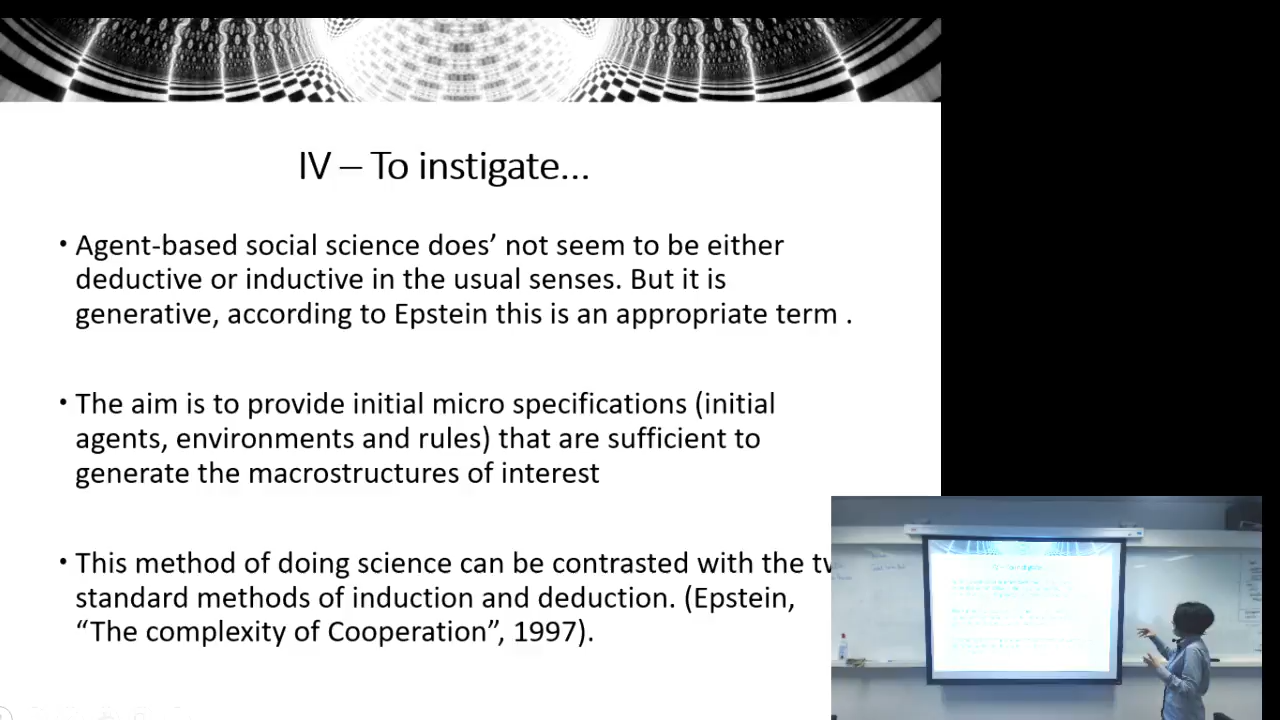 IV – To instigate...
• Agent-based social science does’ not seem to be either
deductive or inductive in the usual senses. But it is
generative, according to Epstein this is an appropriate term .
• The aim is to provide initial micro specifications (initial
agents, environments and rules) that are sufficient to
generate the macrostructures of interest
• This method of doing science can be contrasted with the
standard methods of induction and deduction. (Epstein,
“The complexity of Cooperation”, 1997).